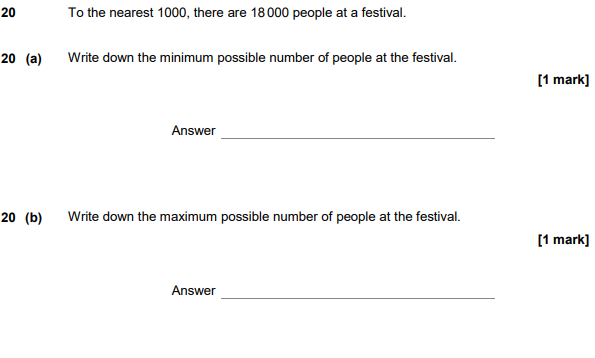 20 To the nearest 1000, there are 18 000 people at a festival.
20 (a) Write down the minimum possible number of people at the festival.
[1 mark]
Answer
20 (b) Write down the maximum possible number of people at the festival.
[1 mark]
Answer